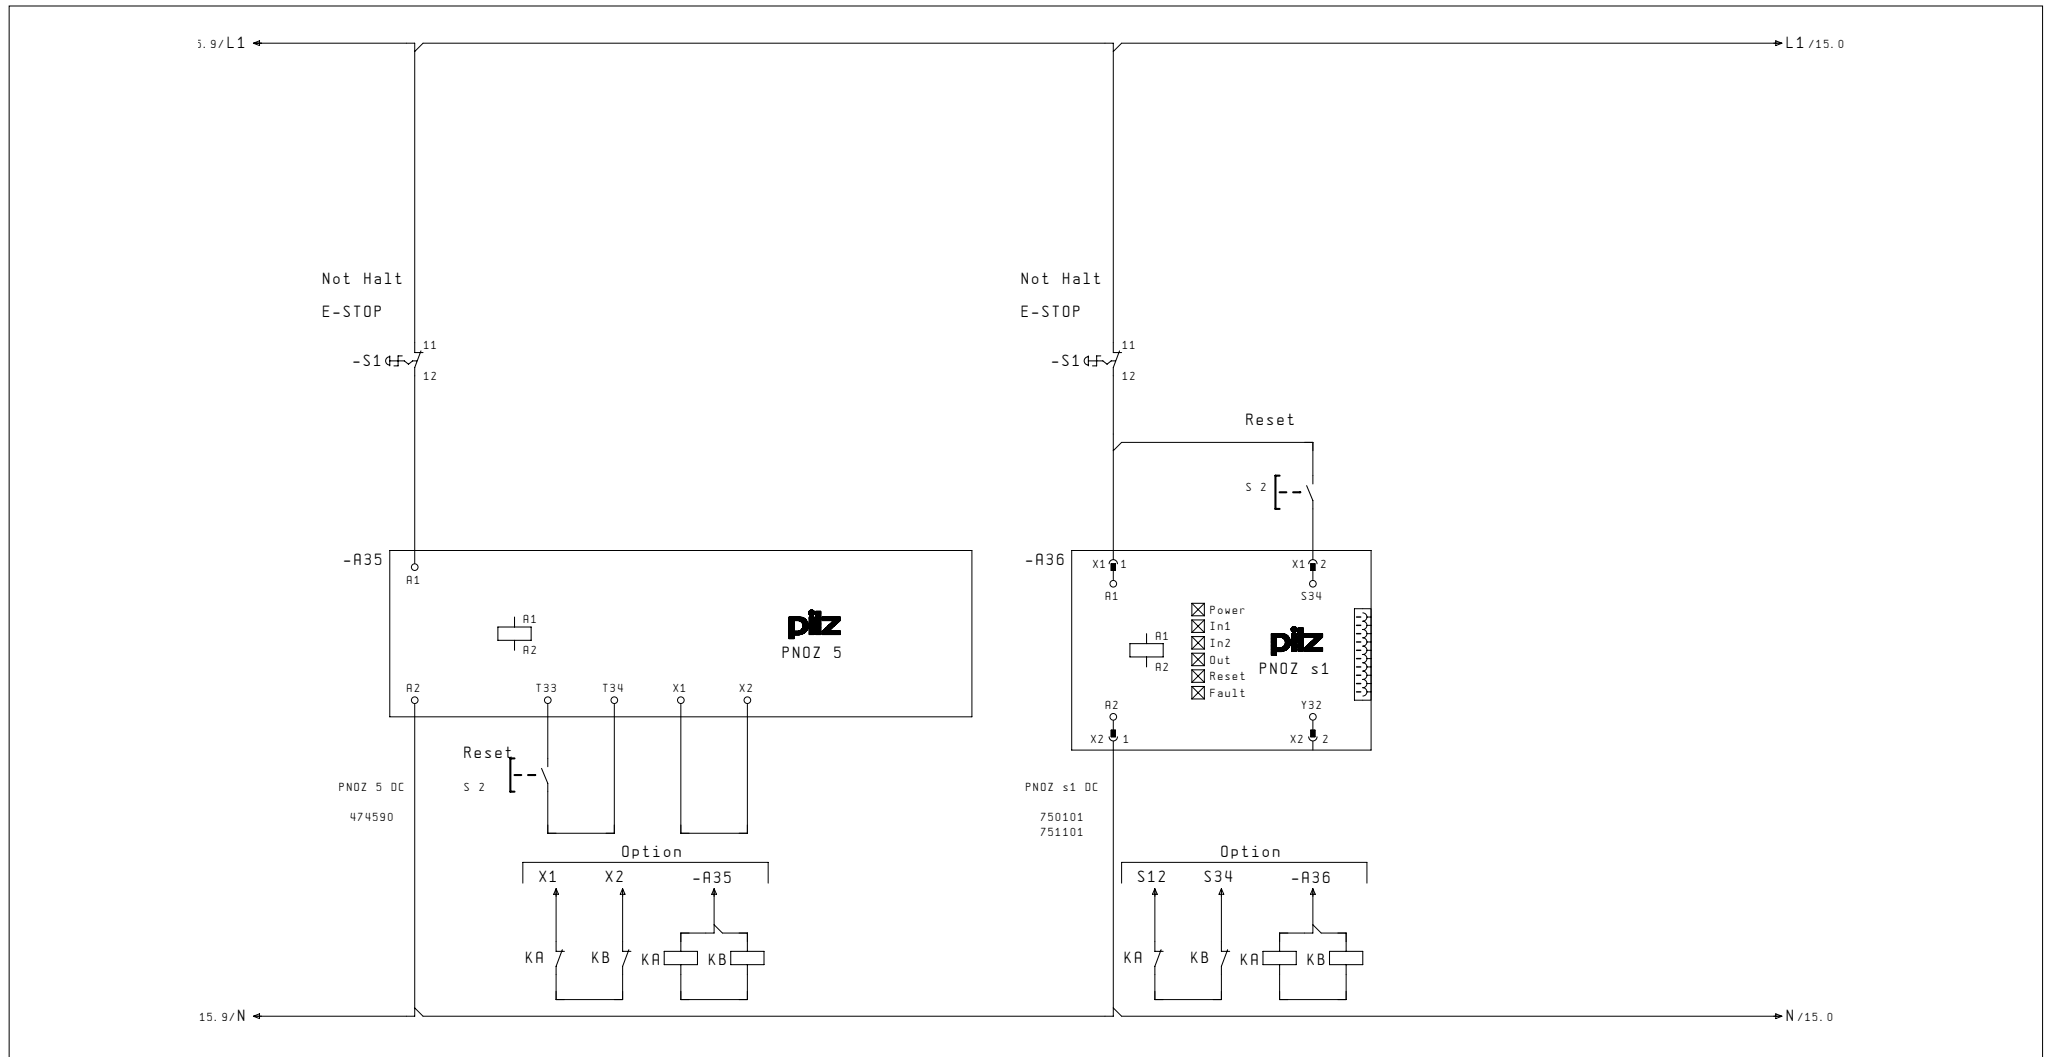 5.9/L1
L1/15.0
Not Halt
E-STOP
-S1
11
12
Not Halt
E-STOP
-S1
11
12
Reset
S 2
-A35
A1
A1
A2
pilz
PNOZ 5
A2
T33
T34
X1
X2
Reset
S 2
PNOZ 5 DC
474590
Option
X1
X2
-A35
KA
KB
KA
KB
-A36
X1 1
X1 2
A1
S34
A1
A2
Power
In1
In2
Out
Reset
Fault
pilz
PNOZ s1
A2
Y32
X2 1
X2 2
PNOZ s1 DC
750101
751101
Option
S12
S34
-A36
KA
KB
KA
KB
15.9/N
N/15.0